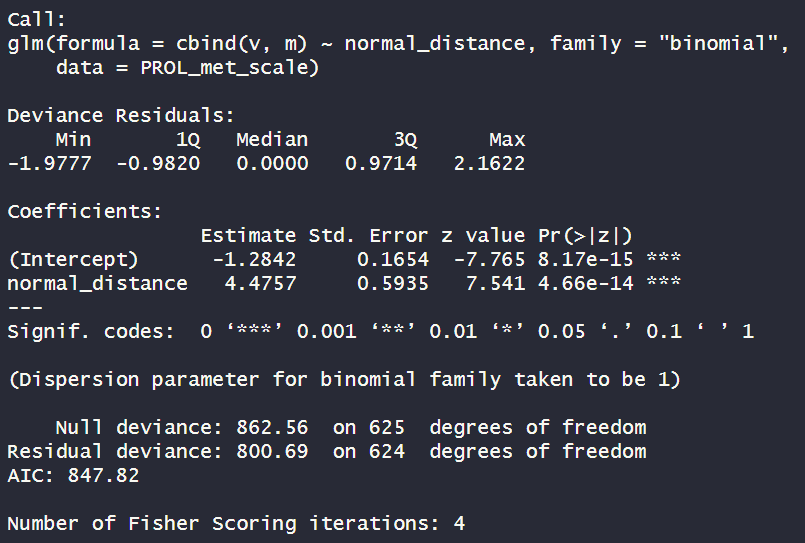 Call:
glm(formula = cbind(v, m) ~ normal_distance, family = "binomial",
    data = PROL_met_scale)

Deviance Residuals:
    Min       1Q   Median       3Q      Max
-1.9777  -0.9820   0.0000   0.9714   2.1622

Coefficients:
                Estimate Std. Error z value Pr(>|z|)
(Intercept)      -1.2842     0.1654  -7.765 8.17e-15 ***
normal_distance   4.4757     0.5935   7.541 4.66e-14 ***
---
Signif. codes:  0 ‘***’ 0.001 ‘**’ 0.01 ‘*’ 0.05 ‘.’ 0.1 ‘ ’ 1

(Dispersion parameter for binomial family taken to be 1)

    Null deviance: 862.56  on 625  degrees of freedom
Residual deviance: 800.69  on 624  degrees of freedom
AIC: 847.82

Number of Fisher Scoring iterations: 4